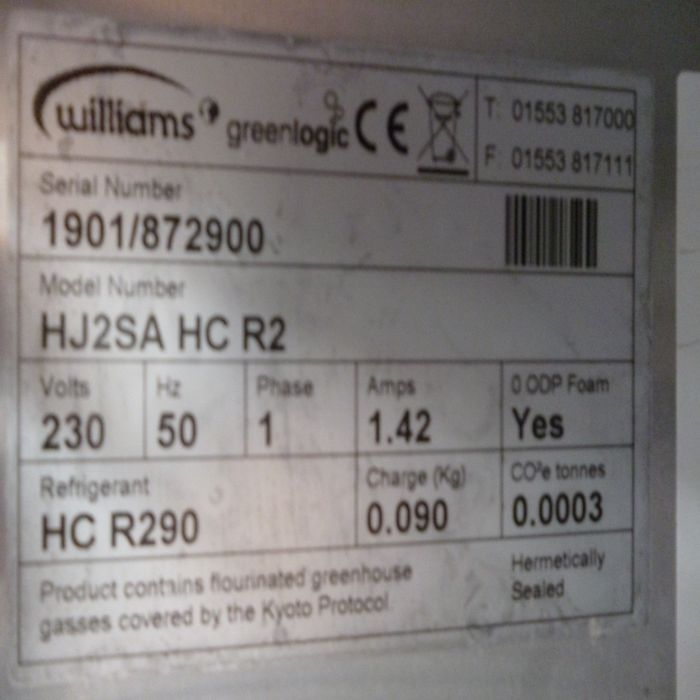 williams greenlogic CE T: 01553 817000
F: 01553 817111
Serial Number
1901/872900
Model Number
HJ2SA HC R2
Volts Hz Phase Amps 0 ODP Foam
230 50 1 1.42 Yes
Refrigerant Charge (Kg) CO²e tonnes
HC R290 0.090 0.0003
Product contains flourinated greenhouse
gasses covered by the Kyoto Protocol.
Hermetically
Sealed